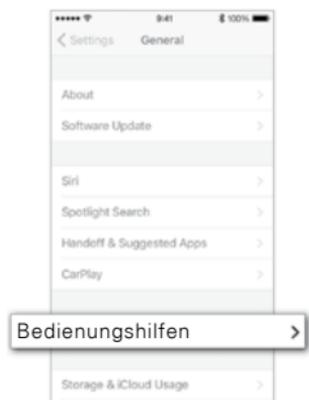 9:41 100%
Settings General
About
Software Update
Siri
Spotlight Search
Handoff & Suggested Apps
CarPlay
Bedienungshilfen
Storage & iCloud Usage